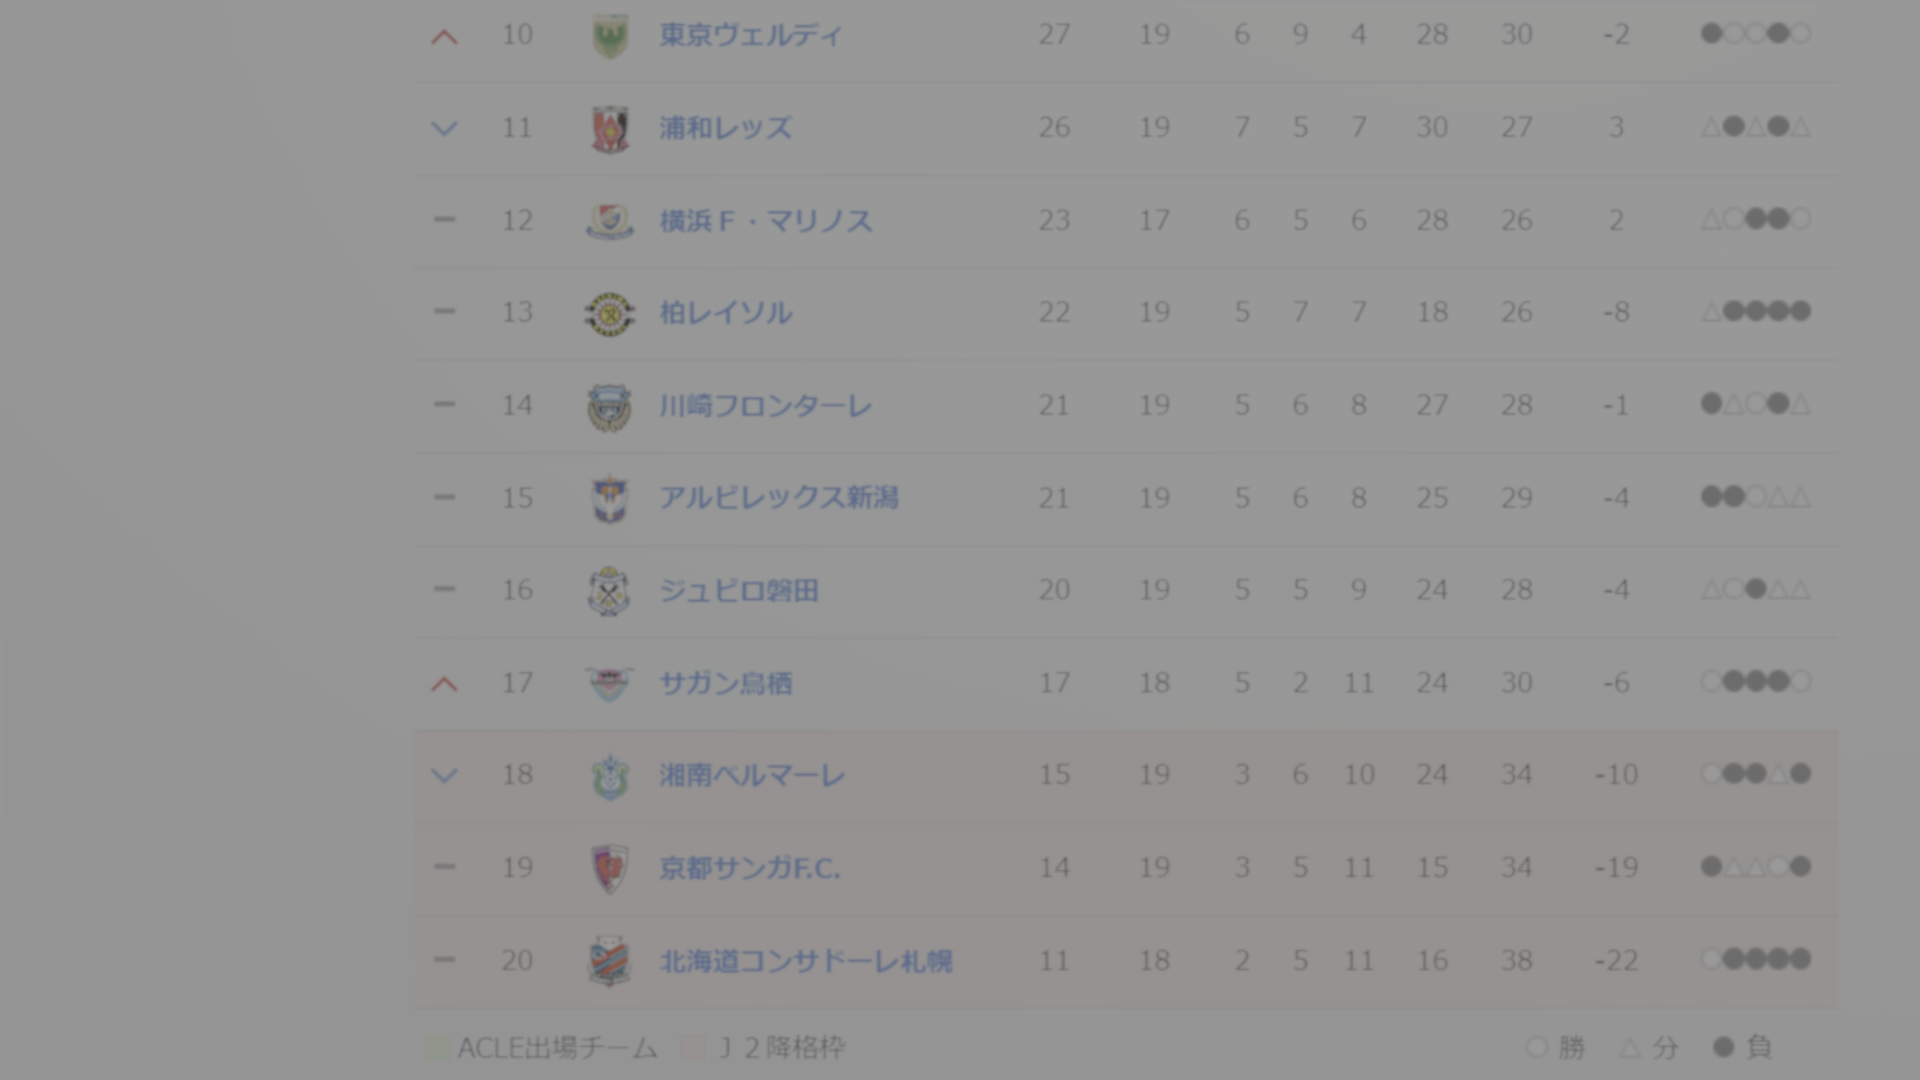 10 東京ヴェルディ 27 19 6 9 4 28 30 -2 ●○○●○
11 浦和レッズ 26 19 7 5 7 30 27 3 △●△●△
12 横浜Ｆ・マリノス 23 17 6 5 6 28 26 2 △○●●○
13 柏レイソル 22 19 5 7 7 18 26 -8 △●●●●
14 川崎フロンターレ 21 19 5 6 8 27 28 -1 ●△○●△
15 アルビレックス新潟 21 19 5 6 8 25 29 -4 ●●○△△
16 ジュビロ磐田 20 19 5 5 9 24 28 -4 △○●△△
17 サガン鳥栖 17 18 5 2 11 24 30 -6 ○●●●○
18 湘南ベルマーレ 15 19 3 6 10 24 34 -10 ○●●△●
19 京都サンガF.C. 14 19 3 5 11 15 34 -19 ●△△○●
20 北海道コンサドーレ札幌 11 18 2 5 11 16 38 -22 ○●●●●
ACLE出場チーム Ｊ２降格枠 ○ 勝 △ 分 ● 負